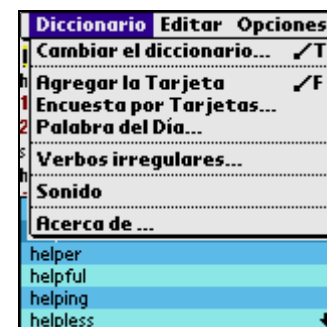 Diccionario Editar Opciones
Cambiar el diccionario... ⁄T
Agregar la Tarjeta ⁄F
Encuesta por Tarjetas...
Palabra del Día...
Verbos irregulares...
Sonido
Acerca de ...
helper
helpful
helping
helpless